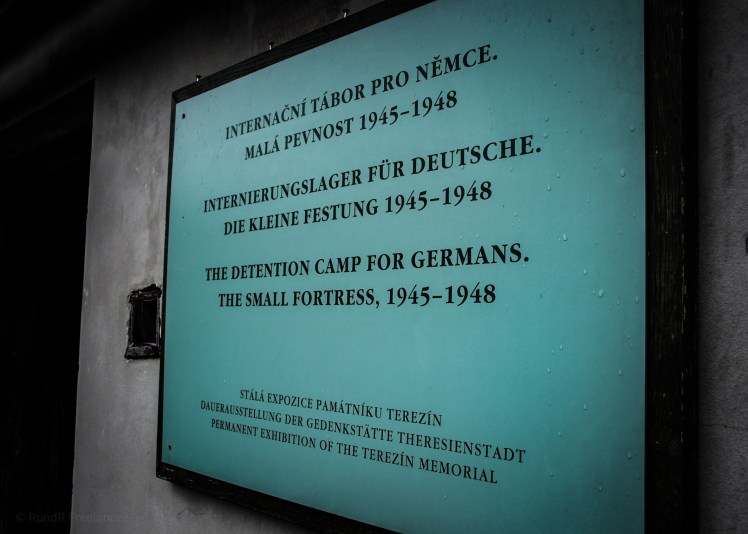 INTERNAČNÍ TÁBOR PRO NĚMCE.
MALÁ PEVNOST 1945–1948
INTERNIERUNGSLAGER FÜR DEUTSCHE.
DIE KLEINE FESTUNG 1945–1948
THE DETENTION CAMP FOR GERMANS.
THE SMALL FORTRESS, 1945–1948
STÁLÁ EXPOZICE PAMÁTNÍKU TEREZÍN
DAUERAUSSTELLUNG DER GEDENKSTÄTTE THERESIENSTADT
PERMANENT EXHIBITION OF THE TEREZÍN MEMORIAL
© RundR